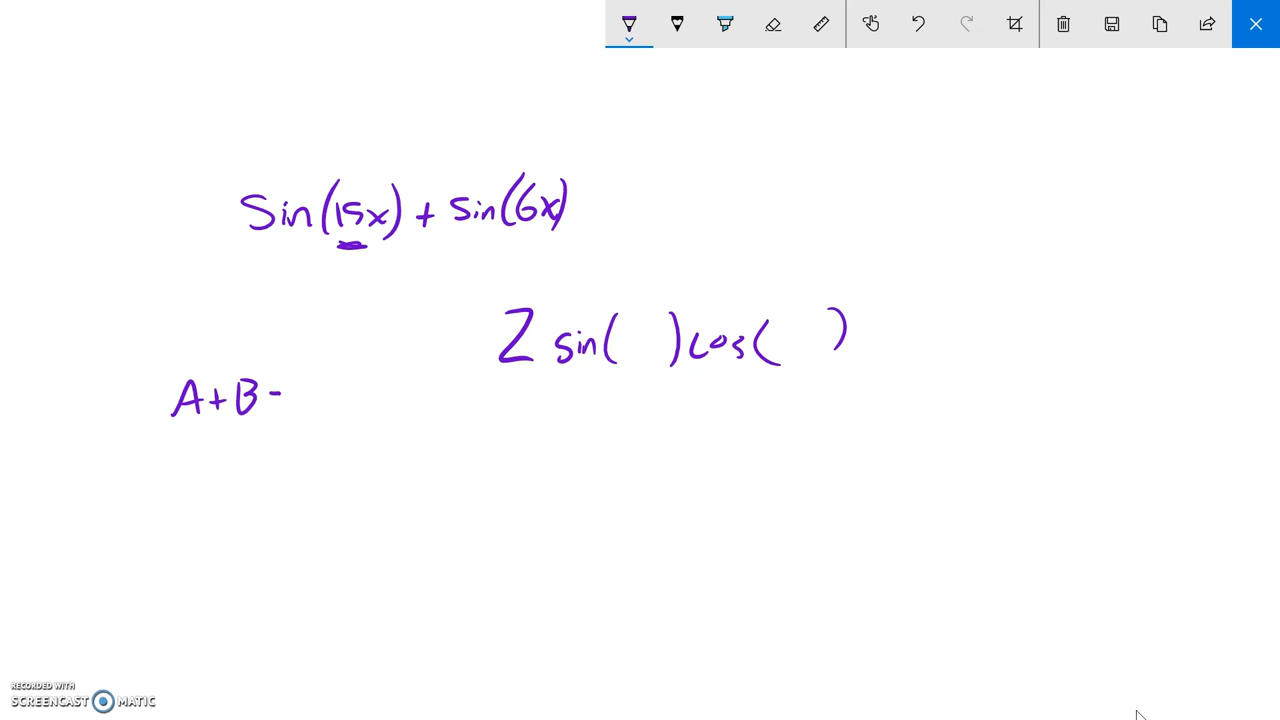 Sin(15x) + sin(6x)
2 sin( )cos( )
A+B -
RECORDED WITH
SCREENCAST MATIC